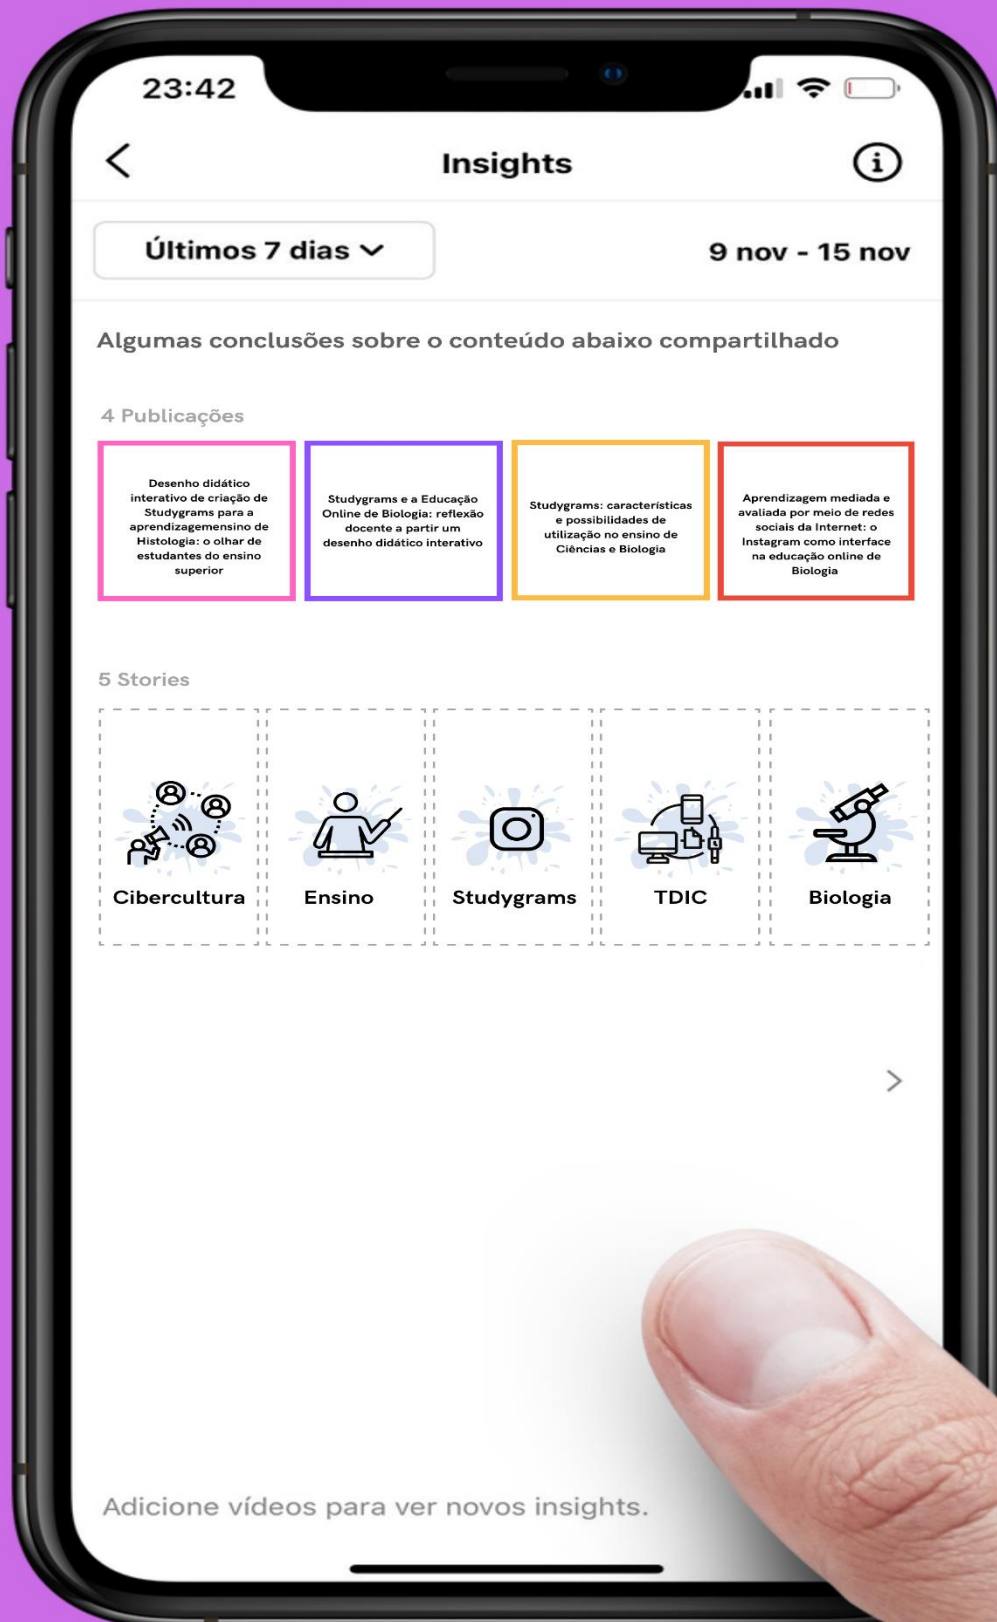 23:42
Insights
Últimos 7 dias
9 nov - 15 nov
Algumas conclusões sobre o conteúdo abaixo compartilhado
4 Publicações
Desenho didático
interativo de criação de
Studygrams para a
aprendizagemensino de
Histologia: o olhar de
estudantes do ensino
superior
Studygrams e a Educação
Online de Biologia: reflexão
docente a partir um
desenho didático interativo
Studygrams: características
e possibilidades de
utilização no ensino de
Ciências e Biologia
Aprendizagem mediada e
avaliada por meio de redes
sociais da Internet: o
Instagram como interface
na educação online de
Biologia
5 Stories
Cibercultura
Ensino
Studygrams
TDIC
Biologia
Adicione vídeos para ver novos insights.